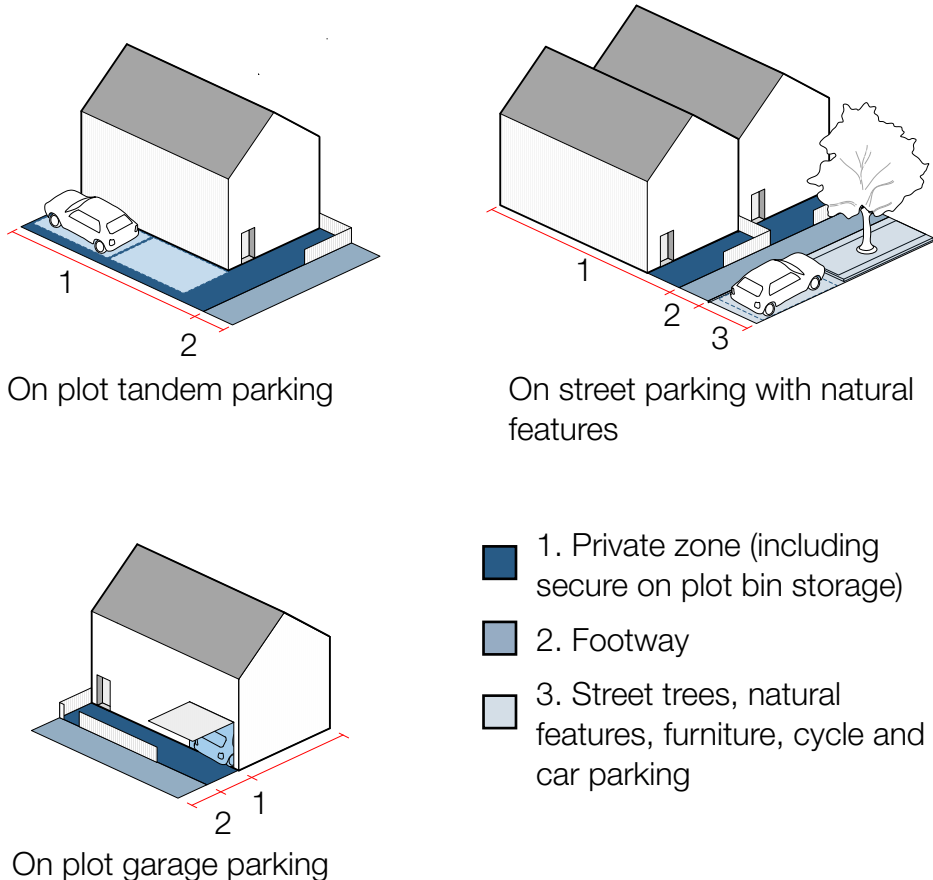 1
2
On plot tandem parking
1
2
3
On street parking with natural
features
1
2
On plot garage parking
1. Private zone (including
secure on plot bin storage)
2. Footway
3. Street trees, natural
features, furniture, cycle and
car parking